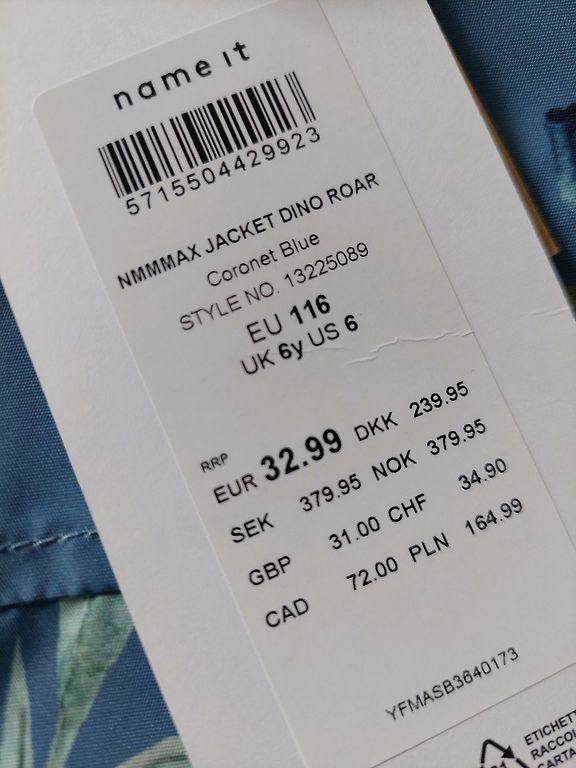 name it
5715504429923
NMMMAX JACKET DINO ROAR
Coronet Blue
STYLE NO. 13225089
EU 116
UK 6y US 6
RRP
EUR 32.99 DKK 239.95
SEK 379.95 NOK 379.95
GBP 31.00 CHF 34.90
CAD 72.00 PLN 164.99
YFMASB3640173
ETICHETT
RACCOL
CARTA